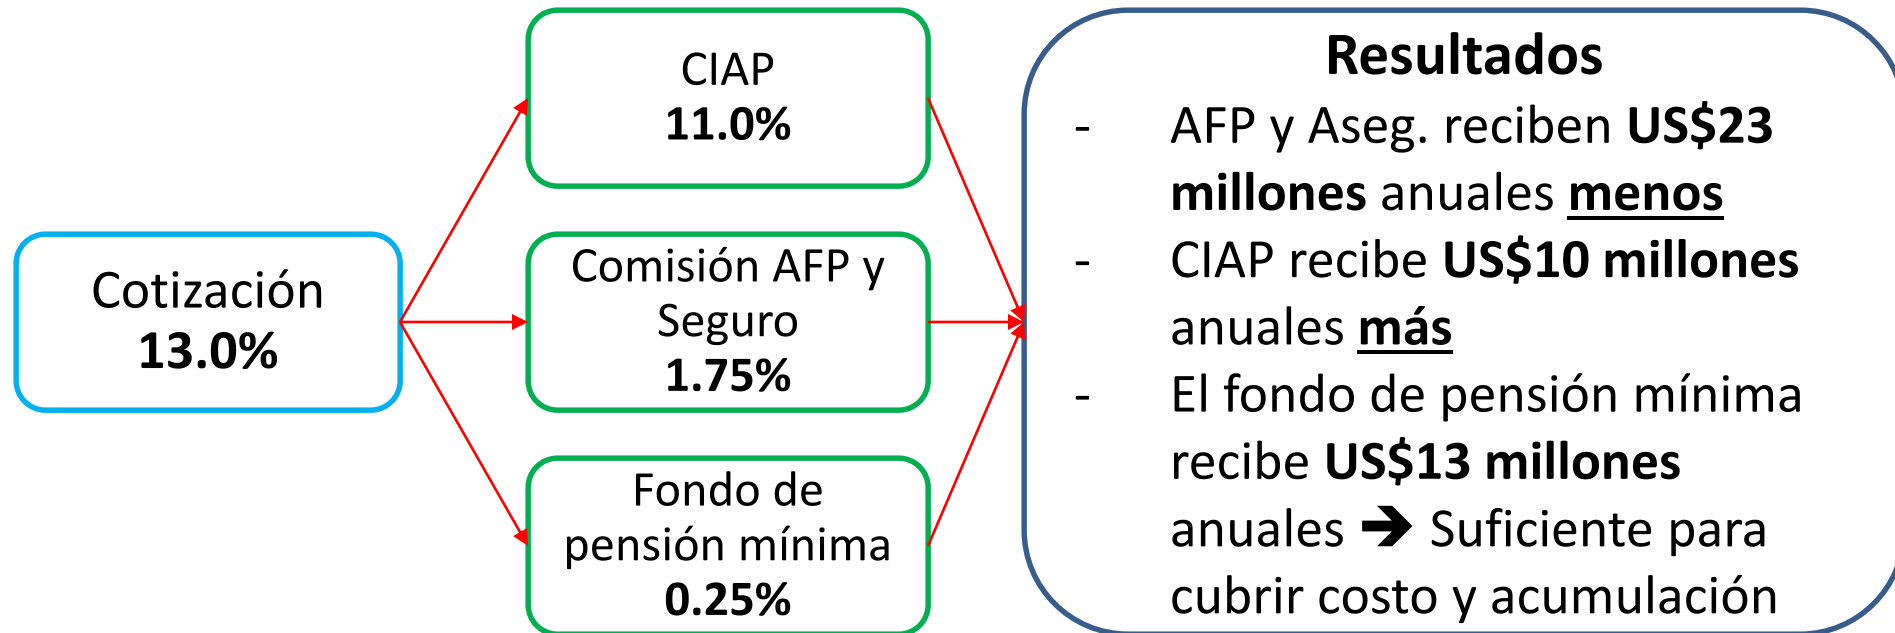 Cotización
13.0%
CIAP
11.0%
Comisión AFP y
Seguro
1.75%
Fondo de
pensión mínima
0.25%
Resultados
- AFP y Aseg. reciben US$23
millones anuales menos
- CIAP recibe US$10 millones
anuales más
- El fondo de pensión mínima
recibe US$13 millones
anuales ➔ Suficiente para
cubrir costo y acumulación